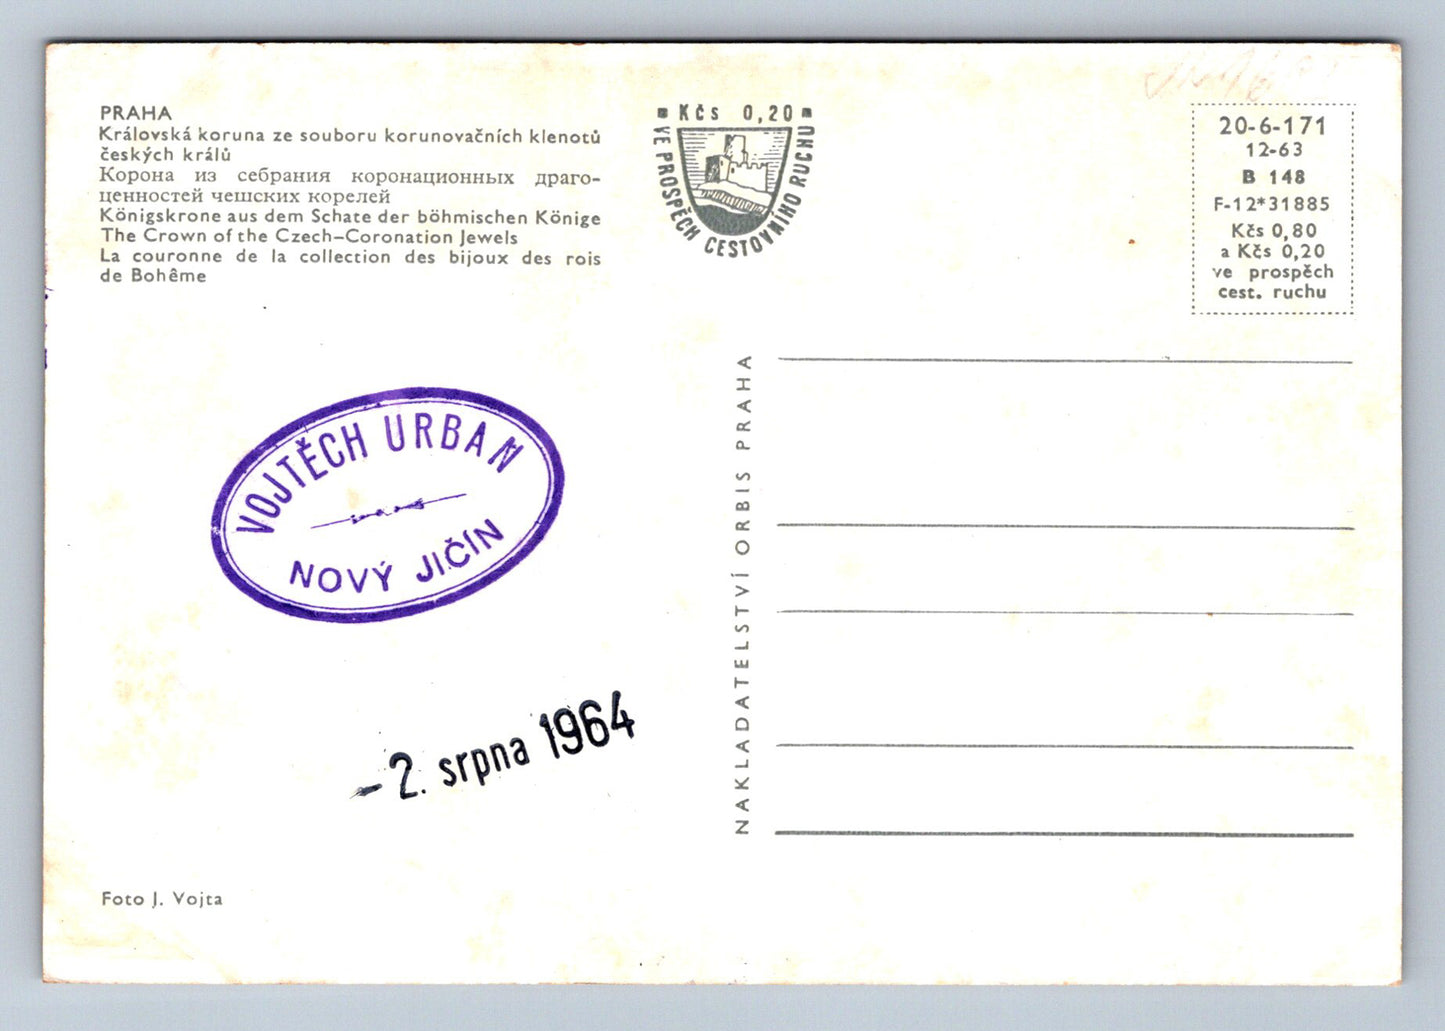 PRAHA
Královská koruna ze souboru korunovačních klenotů
českých králů
Корона из себрания коронационных драго-
ценностей чешских корелей
Königskrone aus dem Schate der böhmischen Könige
The Crown of the Czech-Coronation Jewels
La couronne de la collection des bijoux des rois
de Bohême
Kčs 0,20
VE PROSPĚCH CESTOVNÍHO RUCHU
20-6-171
12-63
B 148
F-12*31885
Kčs 0,80
a Kčs 0,20
ve prospěch
cest. ruchu
VOJTĚCH URBAN
NOVÝ JIČÍN
- 2. srpna 1964
NAKLADATELSTVÍ ORBIS PRAHA
Foto J. Vojta